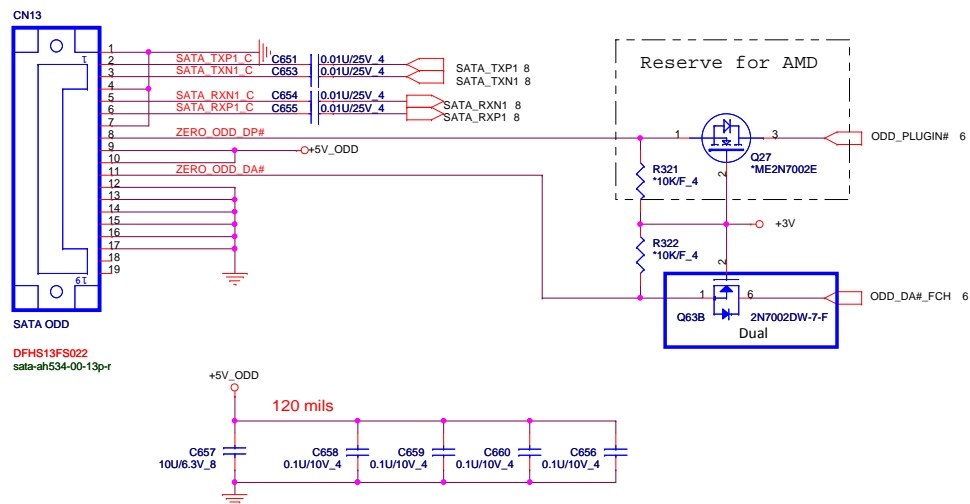 CN13
1
1
2
3
4
5
6
7
8
9
10
11
12
13
14
15
16
17
18
19
19
SATA ODD
DFHS13FS022
sata-ah534-00-13p-r
SATA_TXP1_C C651 0.01U/25V_4 SATA_TXP1 8
SATA_TXN1_C C653 0.01U/25V_4 SATA_TXN1 8
SATA_RXN1_C C654 0.01U/25V_4 SATA_RXN1 8
SATA_RXP1_C C655 0.01U/25V_4 SATA_RXP1 8
ZERO_ODD_DP#
+5V_ODD
ZERO_ODD_DA#
Reserve for AMD
1 3 ODD_PLUGIN# 6
Q27
*ME2N7002E
2
R321
*10K/F_4
+3V
R322
*10K/F_4
2
1 6 ODD_DA#_FCH 6
Q63B 2N7002DW-7-F
Dual
+5V_ODD
120 mils
C657
10U/6.3V_8
C658
0.1U/10V_4
C659
0.1U/10V_4
C660
0.1U/10V_4
C656
0.1U/10V_4